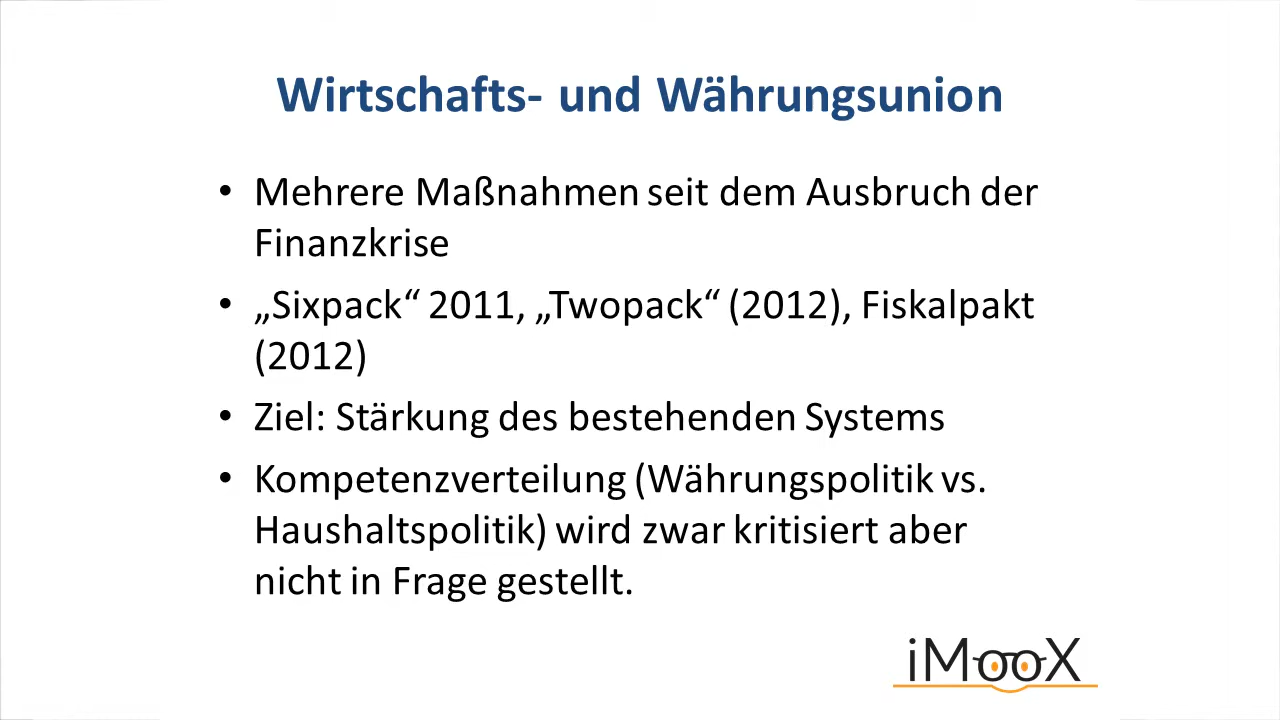 Wirtschafts- und Währungsunion
• Mehrere Maßnahmen seit dem Ausbruch der
Finanzkrise
• „Sixpack“ 2011, „Twopack“ (2012), Fiskalpakt
(2012)
• Ziel: Stärkung des bestehenden Systems
• Kompetenzverteilung (Währungspolitik vs.
Haushaltspolitik) wird zwar kritisiert aber
nicht in Frage gestellt.
iMooX